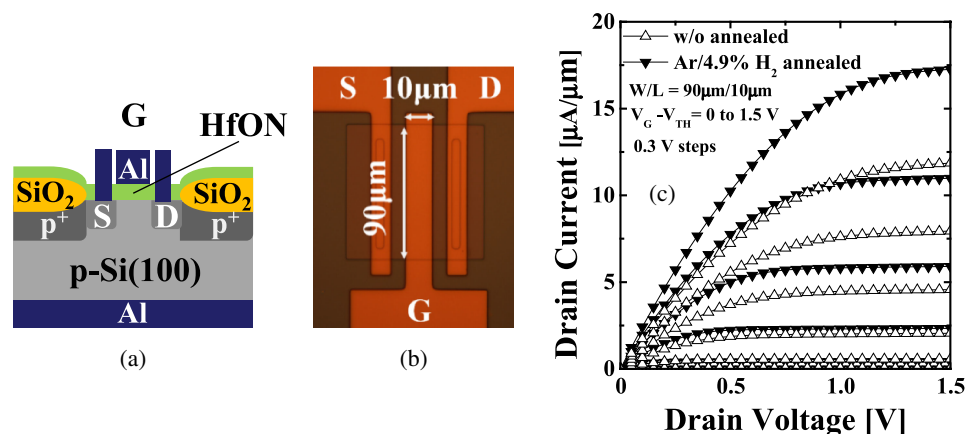 G
HfON
Al
SiO₂
SiO₂
p⁺
S
D
p⁺
p-Si(100)
Al
(a)
S
10μm
D
90μm
G
(b)
Drain Current [μA/μm]
20
15
10
5
0
w/o annealed
Ar/4.9% H₂ annealed
W/L = 90μm/10μm
V_G -V_TH= 0 to 1.5 V
0.3 V steps
(c)
0
0.5
1.0
1.5
Drain Voltage [V]